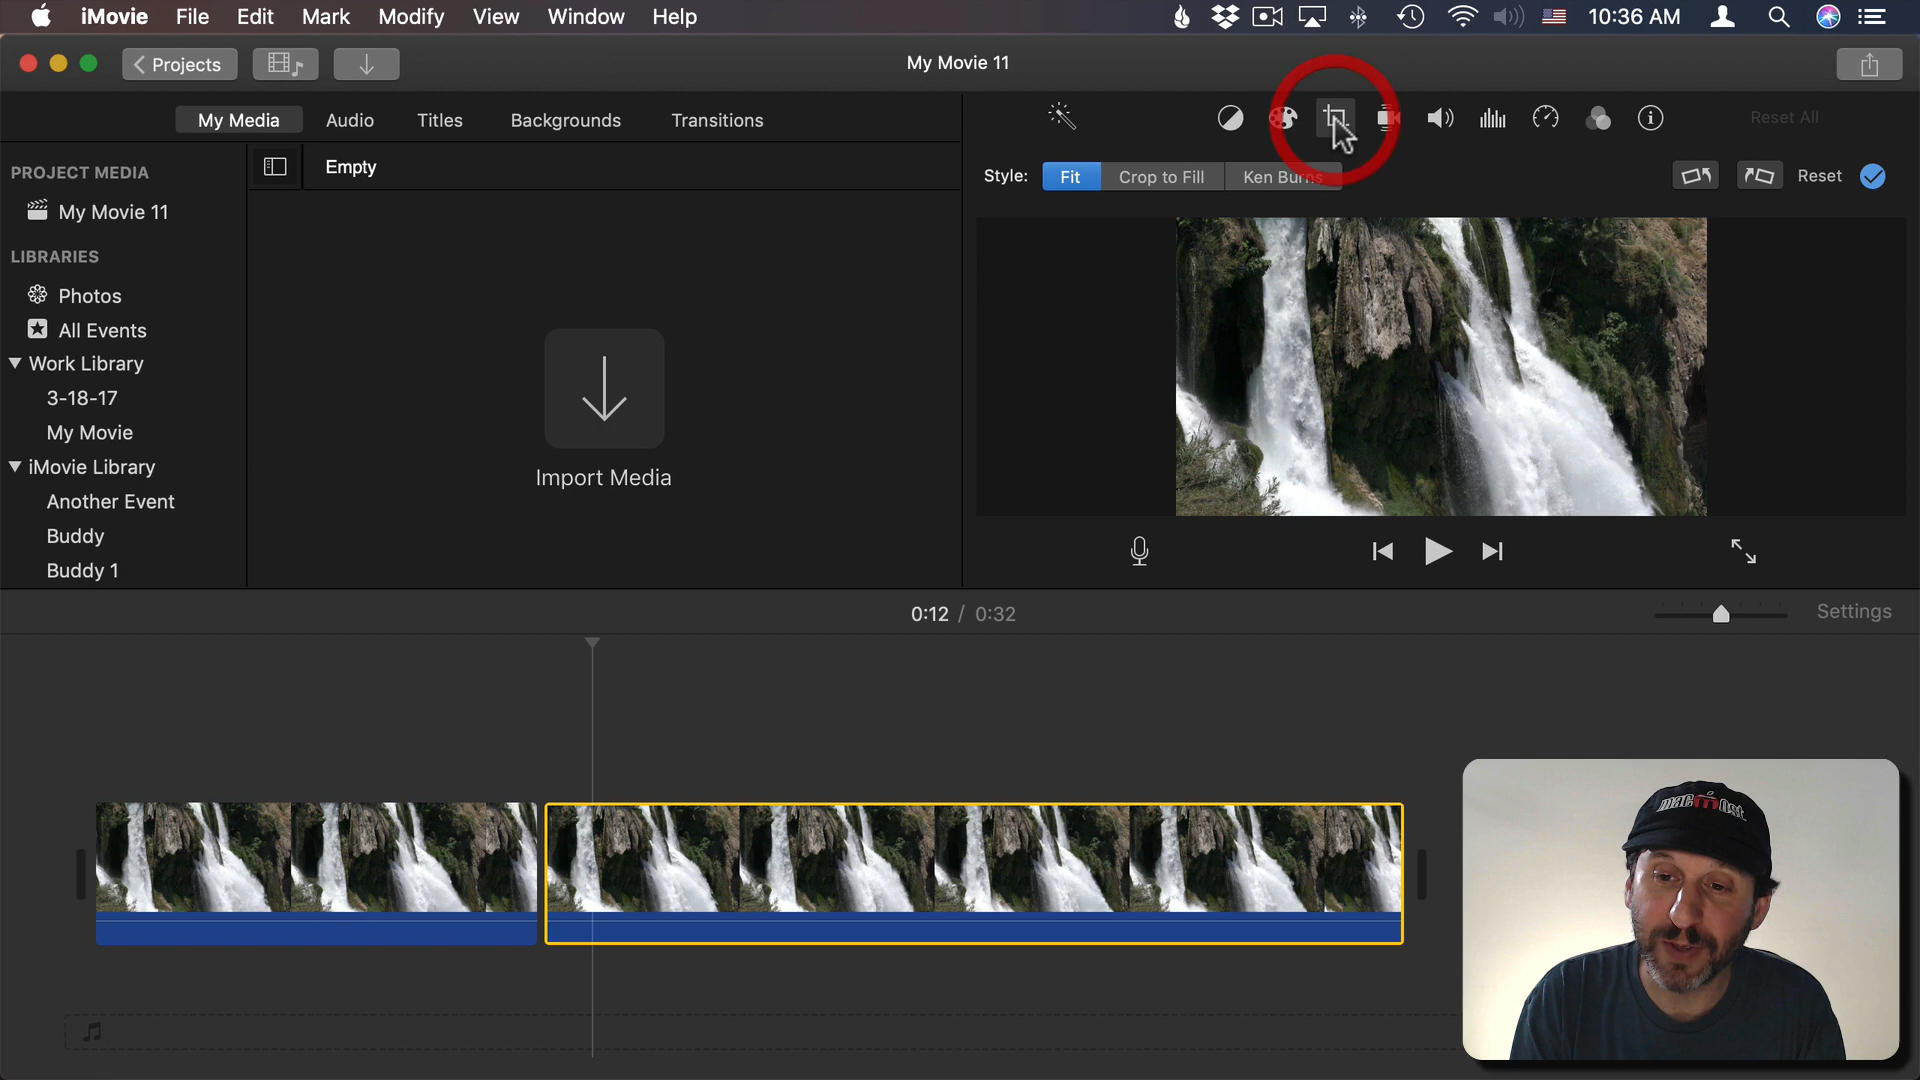 iMovie File Edit Mark Modify View Window Help 10:36 AM
Projects My Movie 11
My Media Audio Titles Backgrounds Transitions Reset All
PROJECT MEDIA Empty Style: Fit Crop to Fill Ken Burns Reset
My Movie 11
LIBRARIES
Photos
All Events
Work Library
3-18-17
My Movie
iMovie Library
Another Event
Buddy
Buddy 1
Import Media
0:12 / 0:32 Settings
macmost